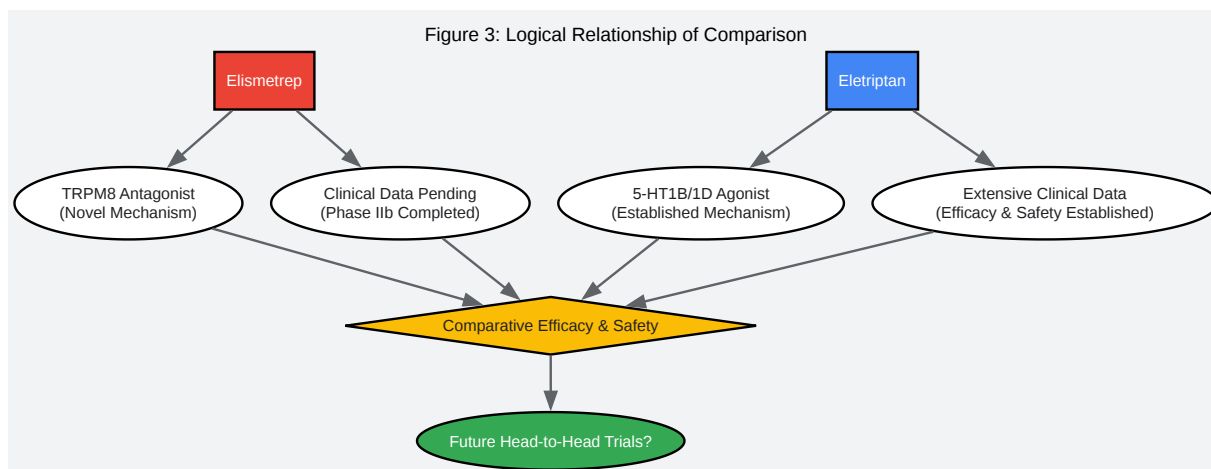 Figure 3: Logical Relationship of Comparison
Elismetrep
Eletriptan
TRPM8 Antagonist
(Novel Mechanism)
Clinical Data Pending
(Phase IIb Completed)
5-HT1B/1D Agonist
(Established Mechanism)
Extensive Clinical Data
(Efficacy & Safety Established)
Comparative Efficacy & Safety
Future Head-to-Head Trials?